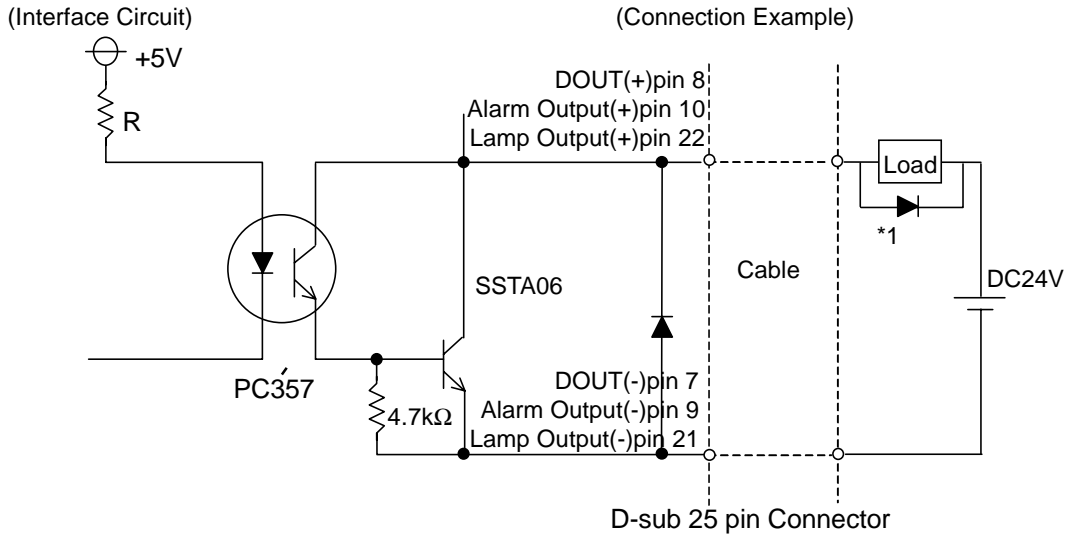 (Interface Circuit)
(Connection Example)
+5V
R
DOUT(+)pin 8
Alarm Output(+)pin 10
Lamp Output(+)pin 22
Load
*1
Cable
DC24V
SSTA06
PC357
4.7kΩ
DOUT(-)pin 7
Alarm Output(-)pin 9
Lamp Output(-)pin 21
D-sub 25 pin Connector